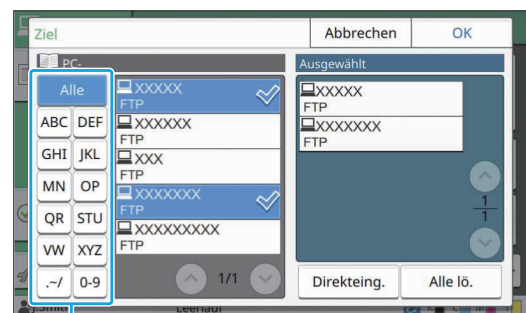 Ziel
Abbrechen
OK
PC-
Ausgewählt
Alle
ABC DEF
GHI JKL
MN OP
QR STU
VW XYZ
.~/ 0-9
XXXXX
FTP
XXXXXX
FTP
XXX
FTP
XXXXXXX
FTP
XXXXXXXXX
FTP
1/1
XXXXX
FTP
XXXXXXX
FTP
1
1
Direkteing.
Alle lö.